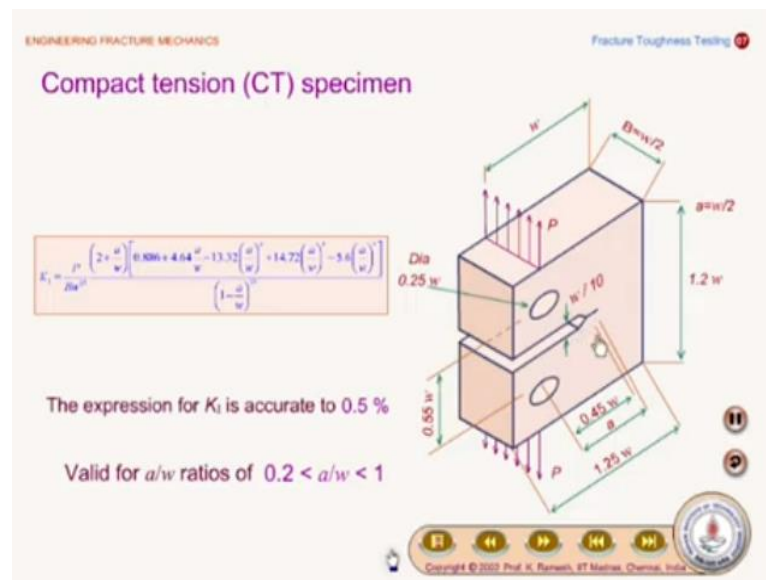 ENGINEERING FRACTURE MECHANICS
Fracture Toughness Testing 07
Compact tension (CT) specimen
w
B=w/2
a=w/2
P
Dia
0.25 w
w / 10
1.2 w
K_I = P / Bw^{1/2} (2+a/w)[0.886+4.64 a/w −13.32(a/w)²+14.72(a/w)³−5.6(a/w)⁴] / (1−a/w)^{3/2}
The expression for K_I is accurate to 0.5 %
0.55 w
0.45 w
a
1.25 w
P
Valid for a/w ratios of 0.2 < a/w < 1
Copyright © 2003 Prof. K. Ramesh, IIT Madras, Chennai, India